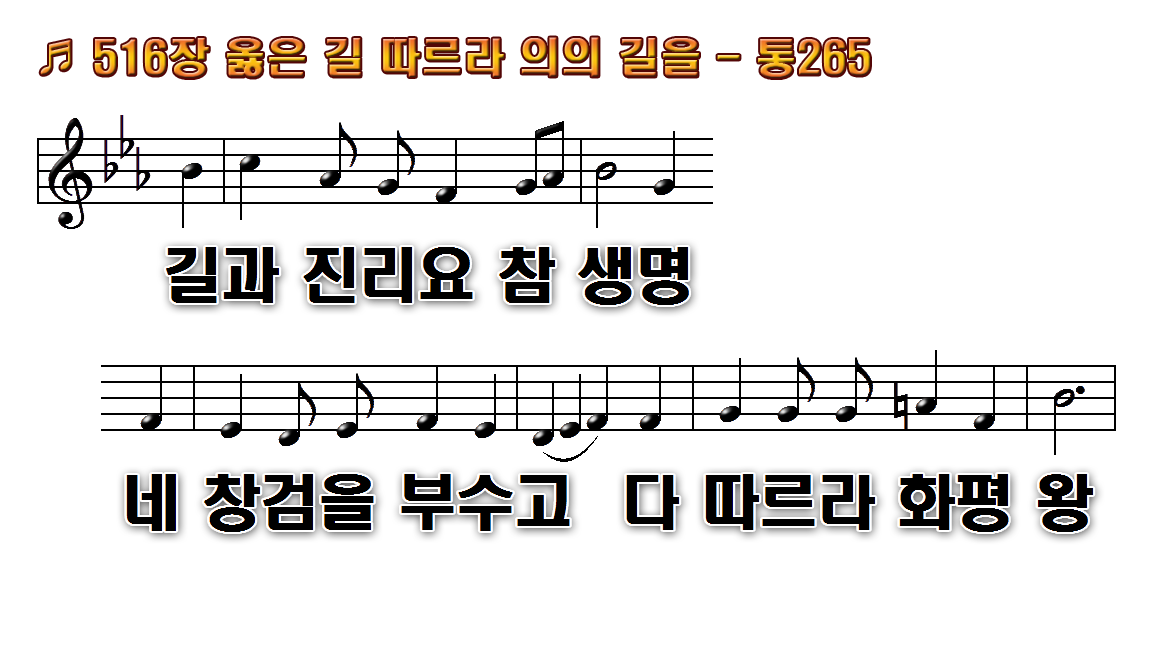 ♬ 516장 옳은 길 따르라 의의 길을 - 통265
길과 진리요 참 생명
네 창검을 부수고 다 따르라 화평 왕